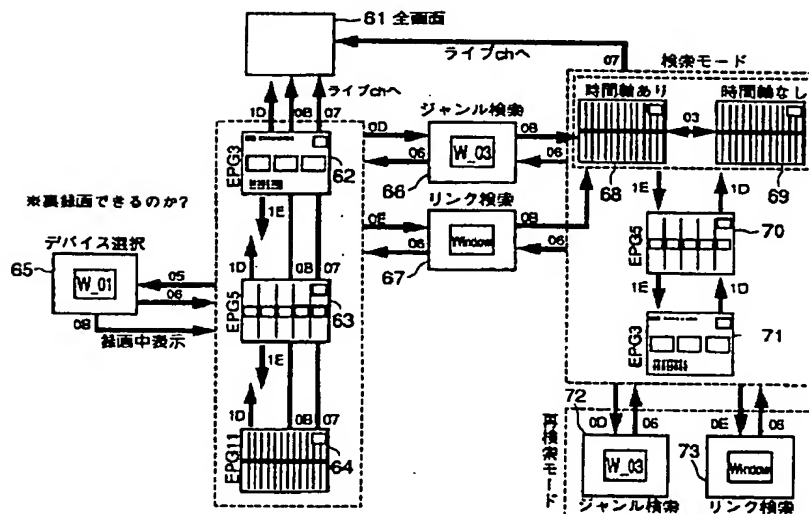 61 全画面
ライブchへ
07
検索モード
1D
0B
07
ライブchへ
ジャンル検索
時間軸あり
時間軸なし
0D
W_03
0B
03
EPG3
62
06
66
06
68
69
※裏録画できるのか?
1E
リンク検索
1E
1D
デバイス選択
0E
Window
0B
EPG5
70
65
W_01
05
1D
0B
07
06
67
06
06
EPG5
63
1E
1D
0B
録画中表示
EPG3
71
1E
1D
0B
07
72
0D
06
0E
06
EPG11
64
再検索モード
W_03
73
Window
ジャンル検索
リンク検索